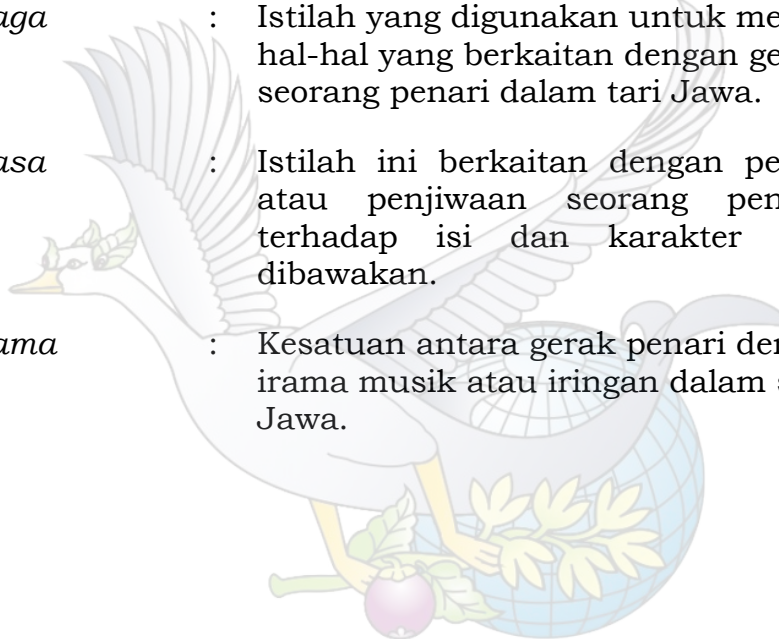 aga : Istilah yang digunakan untuk me
hal-hal yang berkaitan dengan ge
seorang penari dalam tari Jawa.
asa : Istilah ini berkaitan dengan pe
atau penjiwaan seorang pen
terhadap isi dan karakter
dibawakan.
ama : Kesatuan antara gerak penari de
irama musik atau iringan dalam
Jawa.